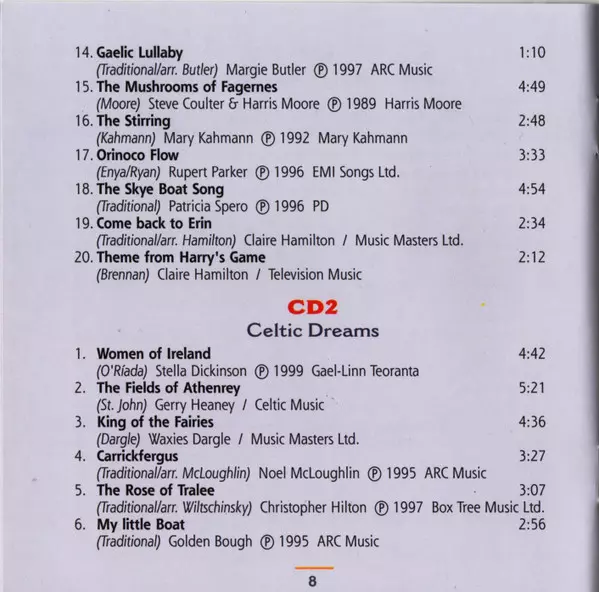 14. Gaelic Lullaby 1:10
(Traditional/arr. Butler) Margie Butler ℗ 1997 ARC Music
15. The Mushrooms of Fagernes 4:49
(Moore) Steve Coulter & Harris Moore ℗ 1989 Harris Moore
16. The Stirring 2:48
(Kahmann) Mary Kahmann ℗ 1992 Mary Kahmann
17. Orinoco Flow 3:33
(Enya/Ryan) Rupert Parker ℗ 1996 EMI Songs Ltd.
18. The Skye Boat Song 4:54
(Traditional) Patricia Spero ℗ 1996 PD
19. Come back to Erin 2:34
(Traditional/arr. Hamilton) Claire Hamilton / Music Masters Ltd.
20. Theme from Harry's Game 2:12
(Brennan) Claire Hamilton / Television Music
CD2
Celtic Dreams
1. Women of Ireland 4:42
(O'Ríada) Stella Dickinson ℗ 1999 Gael-Linn Teoranta
2. The Fields of Athenrey 5:21
(St. John) Gerry Heaney / Celtic Music
3. King of the Fairies 4:36
(Dargle) Waxies Dargle / Music Masters Ltd.
4. Carrickfergus 3:27
(Traditional/arr. McLoughlin) Noel McLoughlin ℗ 1995 ARC Music
5. The Rose of Tralee 3:07
(Traditional/arr. Wiltschinsky) Christopher Hilton ℗ 1997 Box Tree Music Ltd.
6. My little Boat 2:56
(Traditional) Golden Bough ℗ 1995 ARC Music
8